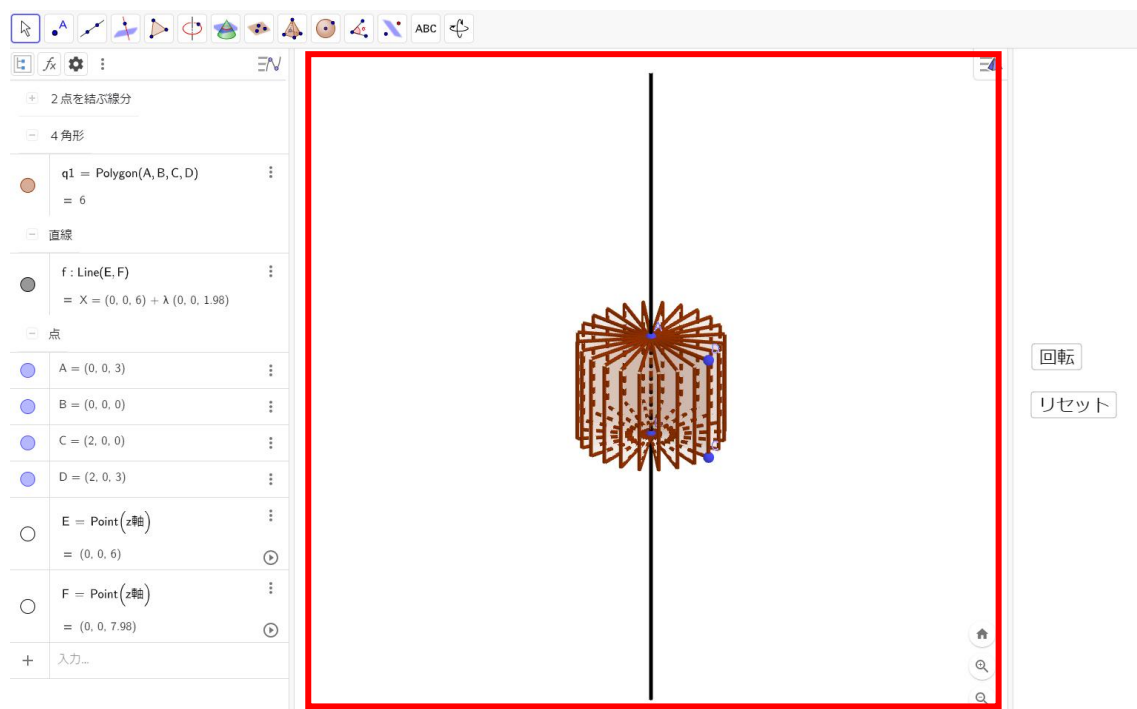 ABC
２点を結ぶ線分
４角形
q1 = Polygon(A, B, C, D)
= 6
直線
f : Line(E, F)
= X = (0, 0, 6) + λ (0, 0, 1.98)
点
A = (0, 0, 3)
B = (0, 0, 0)
C = (2, 0, 0)
D = (2, 0, 3)
E = Point(z軸)
= (0, 0, 6)
F = Point(z軸)
= (0, 0, 7.98)
入力...
回転
リセット